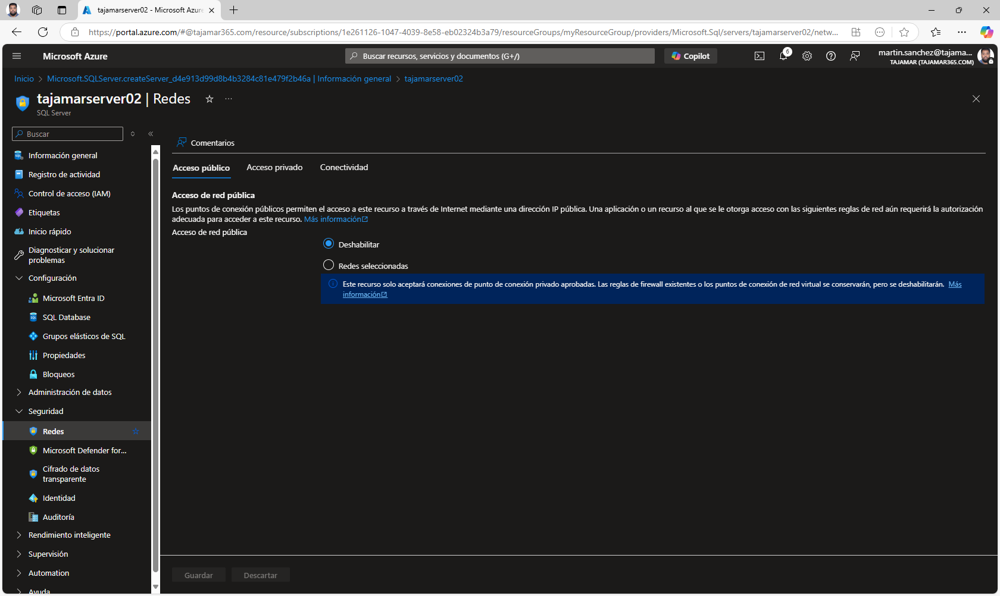 tajamarserver02 - Microsoft Azure
https://portal.azure.com/#@tajamar365.com/resource/subscriptions/1e261126-1047-4039-8e58-eb02324b3a79/resourceGroups/myResourceGroup/providers/Microsoft.Sql/servers/tajamarserver02/netw...
Microsoft Azure
Buscar recursos, servicios y documentos (G+/)
Copilot
6
martin.sanchez@tajama...
TAJAMAR (TAJAMAR365.COM)
Inicio > Microsoft.SQLServer.createServer_d4e913d99d8b4b3284c81e479f2b46a | Información general > tajamarserver02
tajamarserver02 | Redes
SQL Server
Buscar
Información general
Registro de actividad
Control de acceso (IAM)
Etiquetas
Inicio rápido
Diagnosticar y solucionar
problemas
Configuración
Microsoft Entra ID
SQL Database
Grupos elásticos de SQL
Propiedades
Bloqueos
Administración de datos
Seguridad
Redes
Microsoft Defender for...
Cifrado de datos
transparente
Identidad
Auditoría
Rendimiento inteligente
Supervisión
Automation
Ayuda
Comentarios
Acceso público
Acceso privado
Conectividad
Acceso de red pública
Los puntos de conexión públicos permiten el acceso a este recurso a través de Internet mediante una dirección IP pública. Una aplicación o un recurso al que se le otorga acceso con las siguientes reglas de red aún requerirá la autorización
adecuada para acceder a este recurso. Más información
Acceso de red pública
Deshabilitar
Redes seleccionadas
Este recurso solo aceptará conexiones de punto de conexión privado aprobadas. Las reglas de firewall existentes o los puntos de conexión de red virtual se conservarán, pero se deshabilitarán. Más
información
Guardar
Descartar